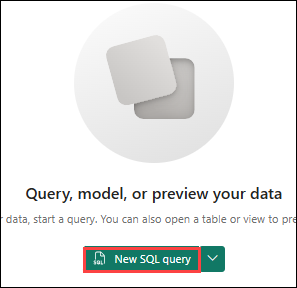 Query, model, or preview your data
data, start a query. You can also open a table or view to pre
SQL New SQL query